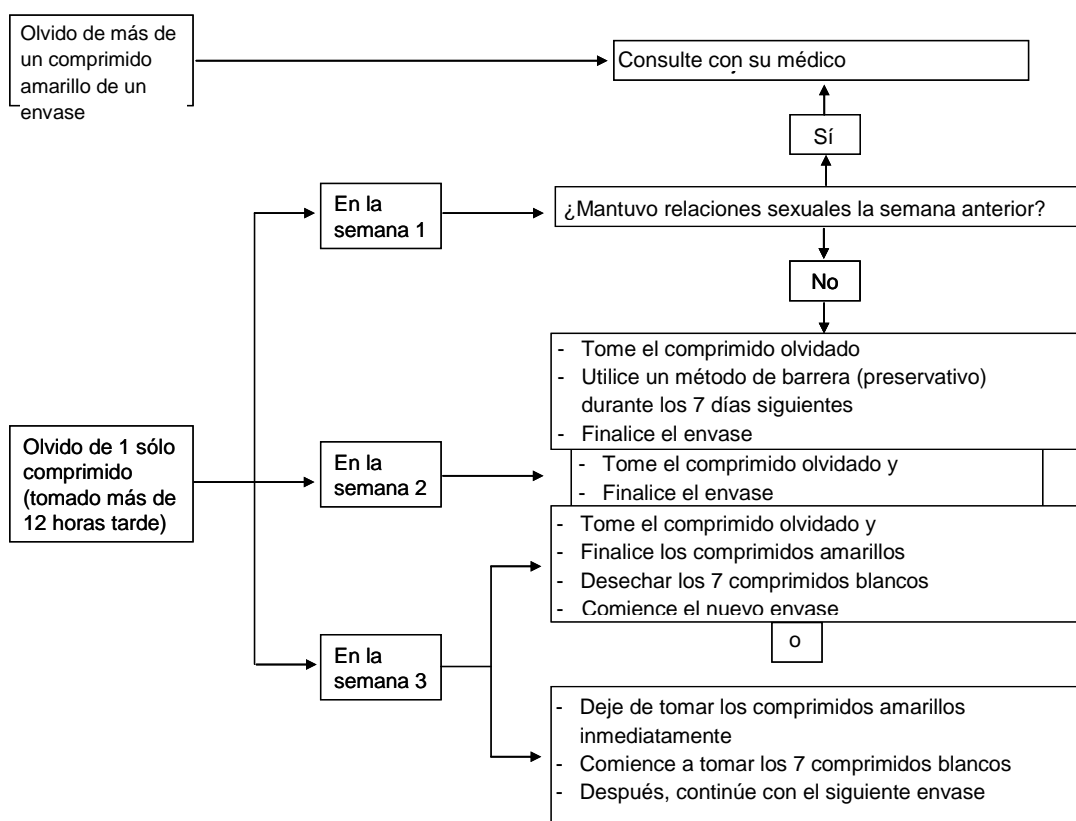 Olvido de más de
un comprimido
amarillo de un
envase
Consulte con su médico
Sí
En la
semana 1
¿Mantuvo relaciones sexuales la semana anterior?
No
- Tome el comprimido olvidado
- Utilice un método de barrera (preservativo)
durante los 7 días siguientes
- Finalice el envase
Olvido de 1 sólo
comprimido
(tomado más de
12 horas tarde)
En la
semana 2
- Tome el comprimido olvidado y
- Finalice el envase
- Tome el comprimido olvidado y
- Finalice los comprimidos amarillos
- Desechar los 7 comprimidos blancos
- Comience el nuevo envase
o
En la
semana 3
- Deje de tomar los comprimidos amarillos
inmediatamente
- Comience a tomar los 7 comprimidos blancos
- Después, continúe con el siguiente envase